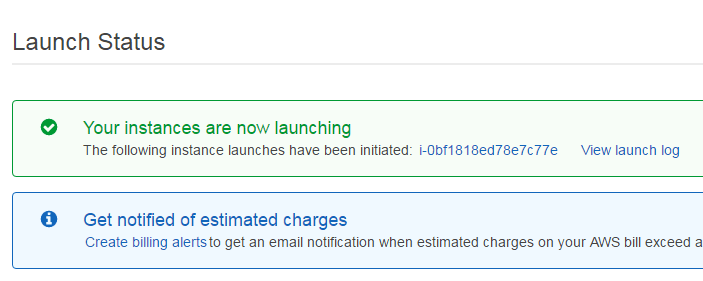 Launch Status
Your instances are now launching
The following instance launches have been initiated: i-0bf1818ed78e7c77e View launch log
Get notified of estimated charges
Create billing alerts to get an email notification when estimated charges on your AWS bill exceed a